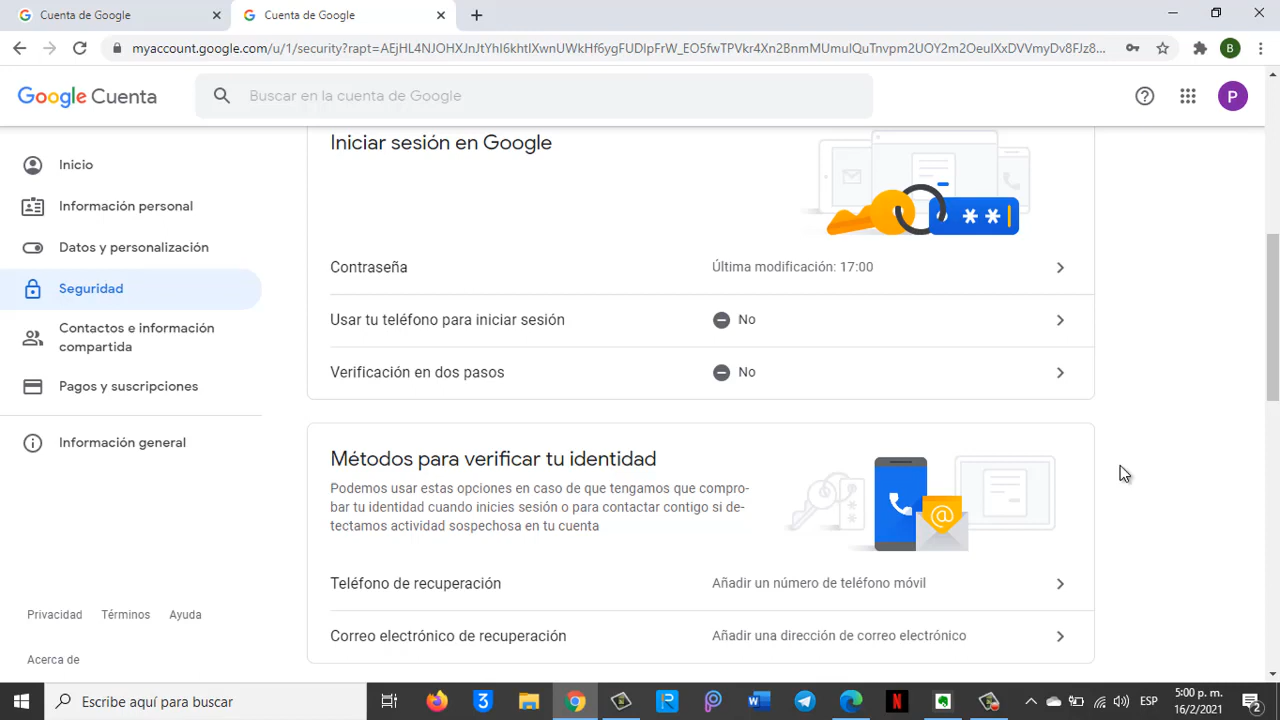 Cuenta de Google
Cuenta de Google
myaccount.google.com/u/1/security?rapt=AEjHL4NJOHXJnJtYhI6khtIXwnUWkHf6ygFUDlpFrW_EO5fwTPVkr4Xn2BnmMUmuIQuTnvpm2UOY2m2OeulXxDVVmyDv8FJz8...
B
Google Cuenta
Buscar en la cuenta de Google
P
Inicio
Información personal
Datos y personalización
Seguridad
Contactos e información
compartida
Pagos y suscripciones
Información general
Privacidad Términos Ayuda
Acerca de
Iniciar sesión en Google
Contraseña Última modificación: 17:00
Usar tu teléfono para iniciar sesión No
Verificación en dos pasos No
Métodos para verificar tu identidad
Podemos usar estas opciones en caso de que tengamos que compro-
bar tu identidad cuando inicies sesión o para contactar contigo si de-
tectamos actividad sospechosa en tu cuenta
Teléfono de recuperación Añadir un número de teléfono móvil
Correo electrónico de recuperación Añadir una dirección de correo electrónico
Escribe aquí para buscar
ESP
5:00 p. m.
16/2/2021
2